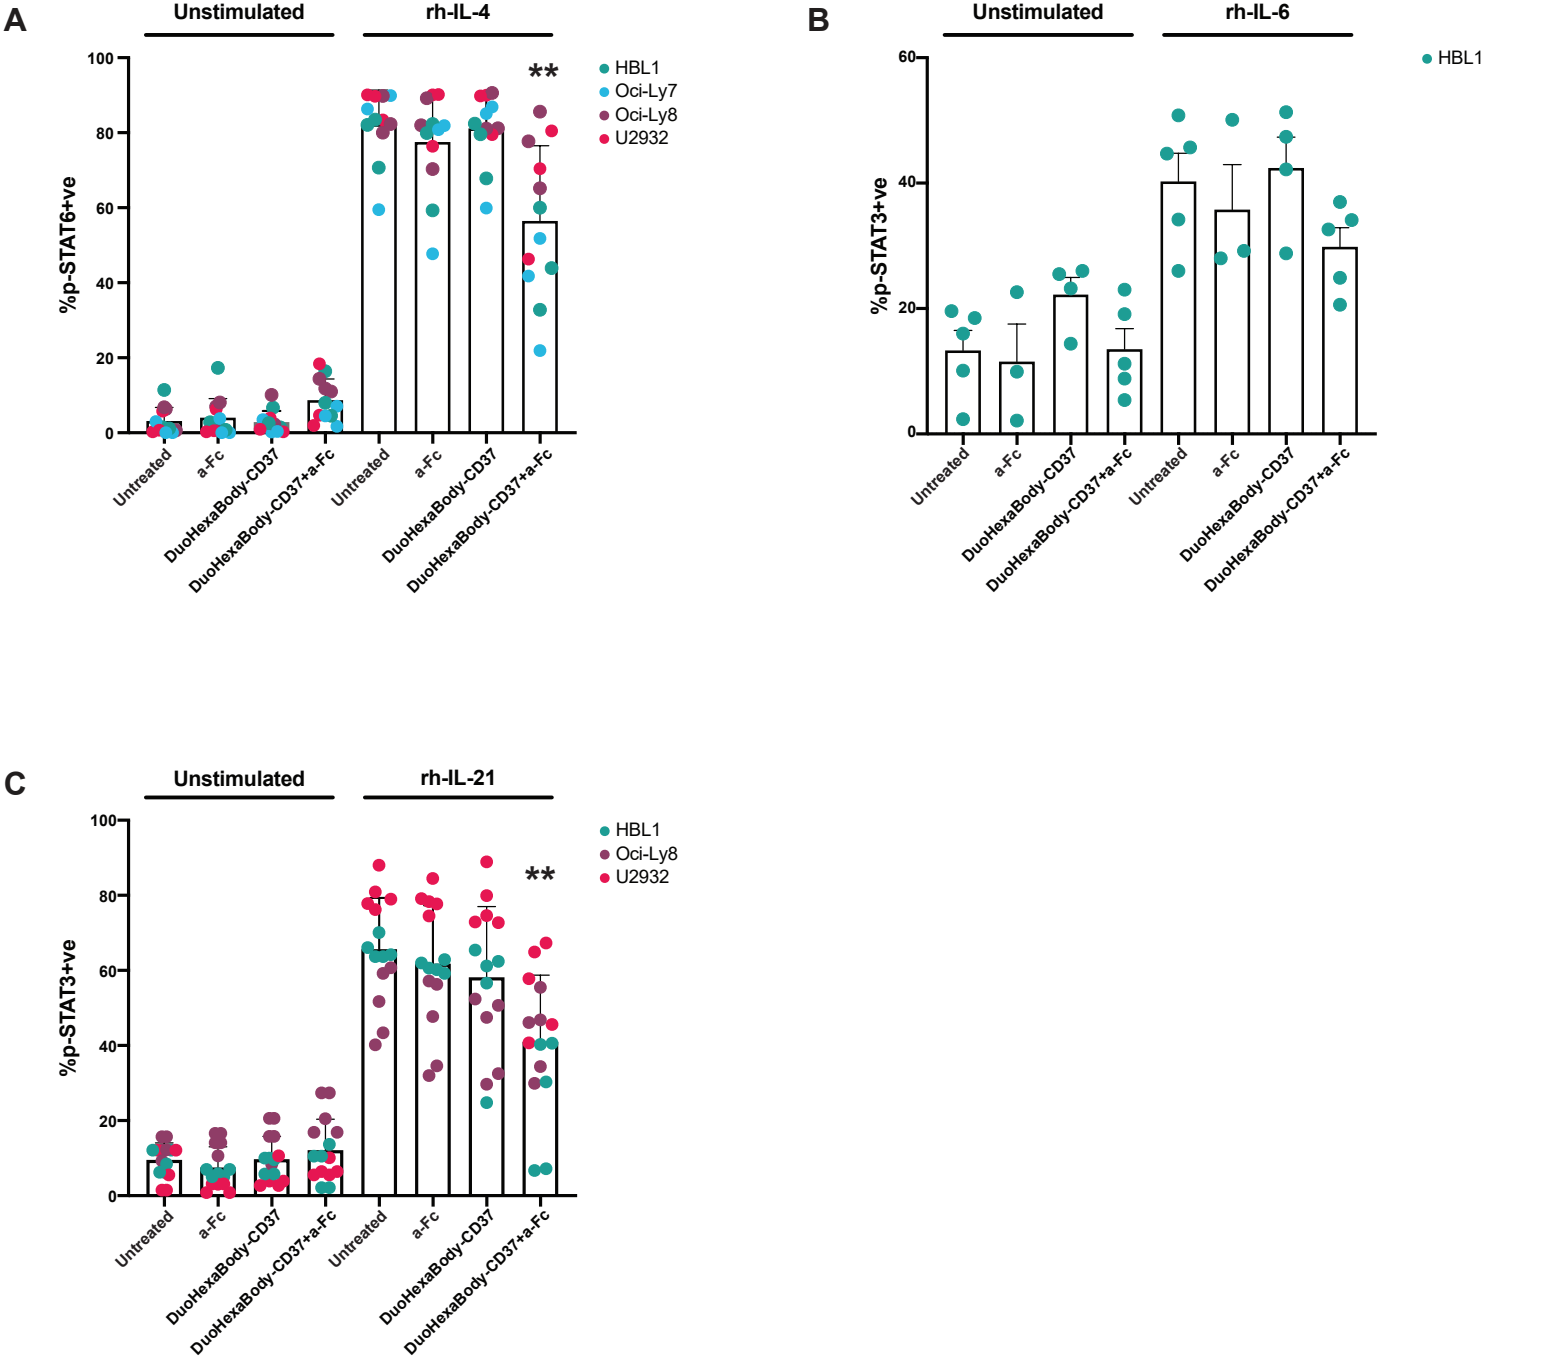 A
Unstimulated
rh-IL-4
%p-STAT6+ve
100
80
60
40
20
0
**
HBL1
Oci-Ly7
Oci-Ly8
U2932
Untreated
a-Fc
DuoHexaBody-CD37
DuoHexaBody-CD37+a-Fc
Untreated
a-Fc
DuoHexaBody-CD37
DuoHexaBody-CD37+a-Fc
B
Unstimulated
rh-IL-6
%p-STAT3+ve
60
40
20
0
HBL1
Untreated
a-Fc
DuoHexaBody-CD37
DuoHexaBody-CD37+a-Fc
Untreated
a-Fc
DuoHexaBody-CD37
DuoHexaBody-CD37+a-Fc
C
Unstimulated
rh-IL-21
%p-STAT3+ve
100
80
60
40
20
0
**
HBL1
Oci-Ly8
U2932
Untreated
a-Fc
DuoHexaBody-CD37
DuoHexaBody-CD37+a-Fc
Untreated
a-Fc
DuoHexaBody-CD37
DuoHexaBody-CD37+a-Fc